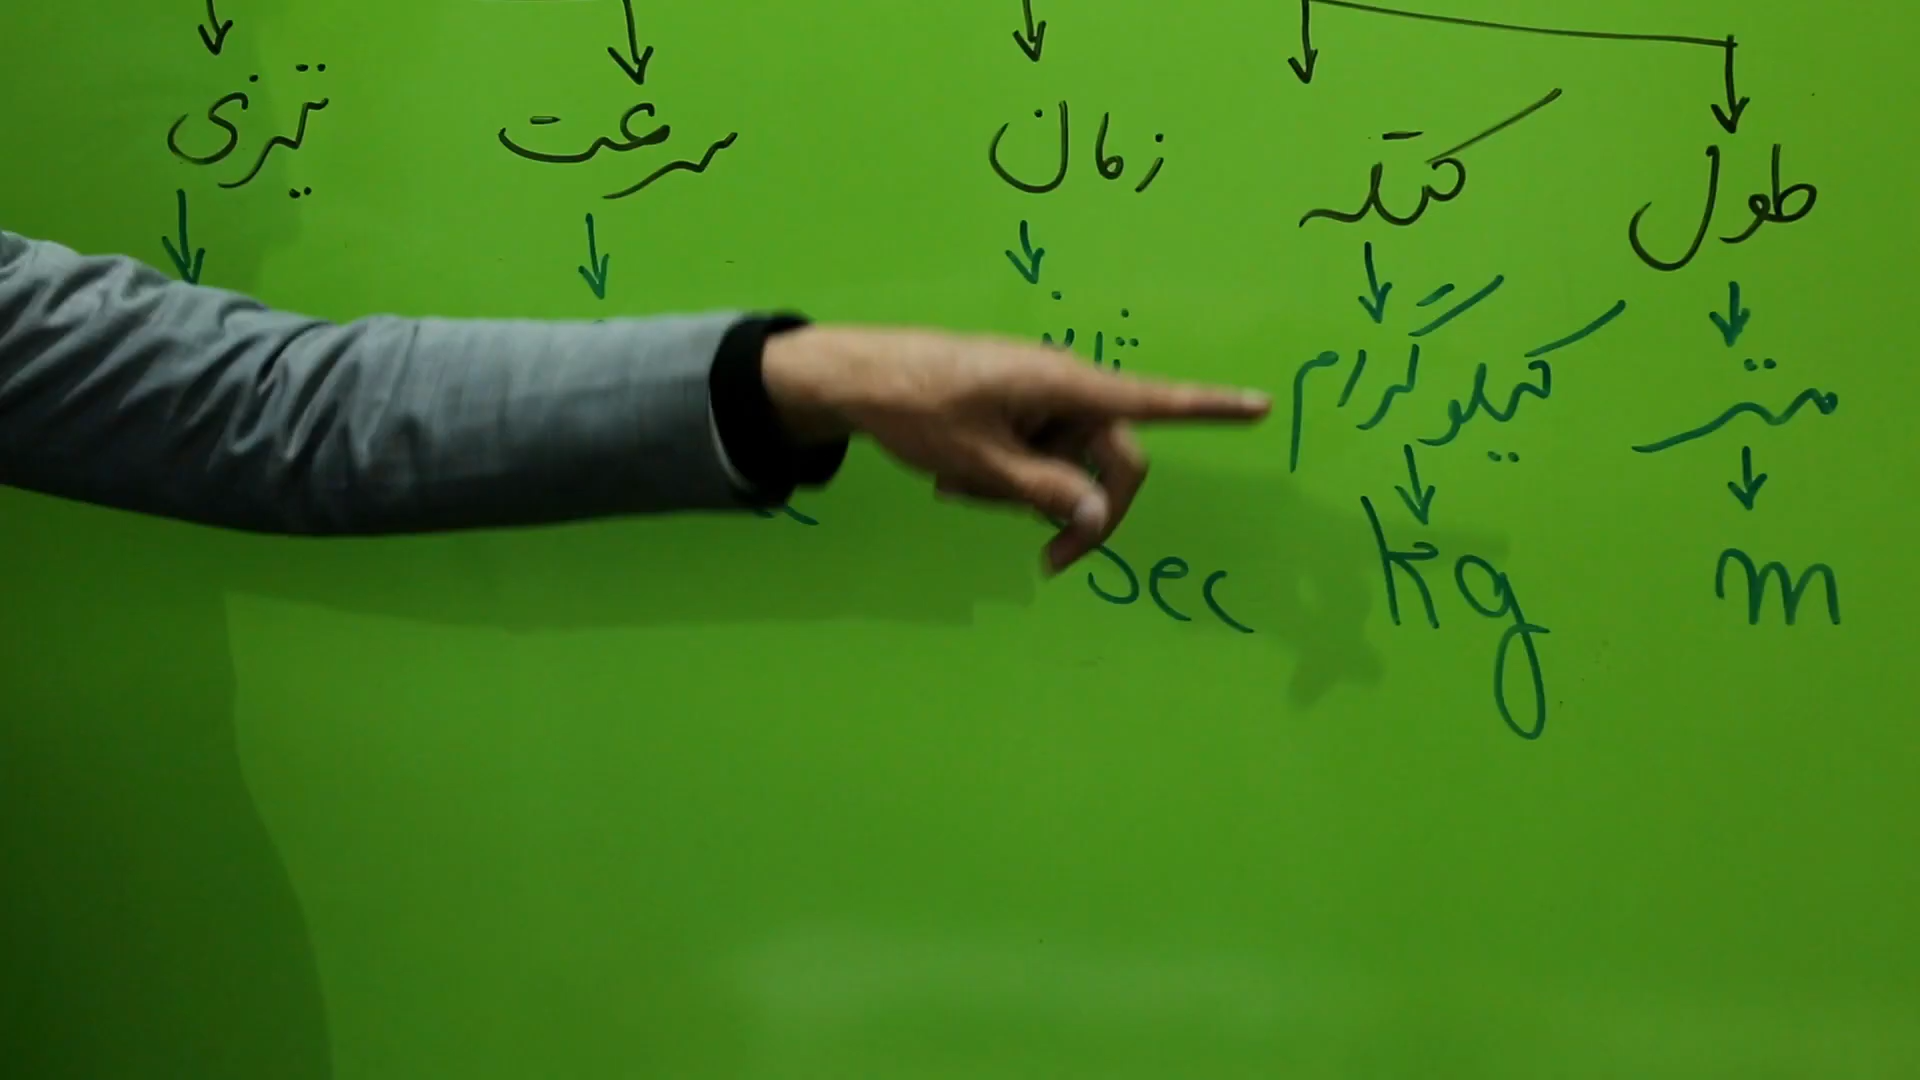 طول کتله زمان سرعت تیزی
متر کیلوگرام
m kg Sec